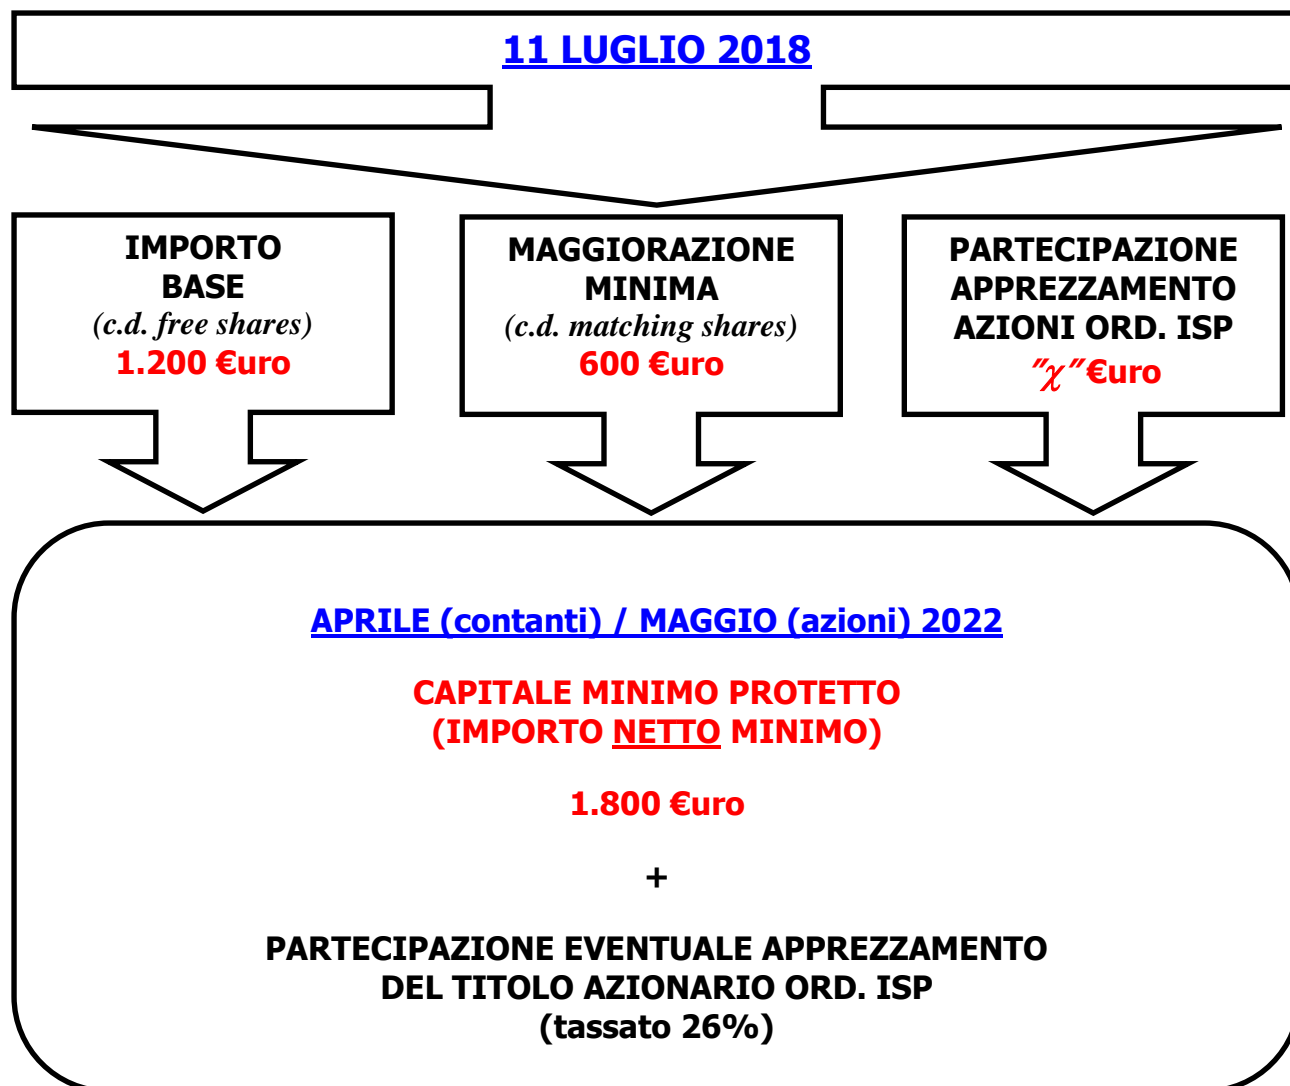 11 LUGLIO 2018
IMPORTO
BASE
(c.d. free shares)
1.200 €uro
MAGGIORAZIONE
MINIMA
(c.d. matching shares)
600 €uro
PARTECIPAZIONE
APPREZZAMENTO
AZIONI ORD. ISP
"χ" €uro
APRILE (contanti) / MAGGIO (azioni) 2022
CAPITALE MINIMO PROTETTO
(IMPORTO NETTO MINIMO)
1.800 €uro
+
PARTECIPAZIONE EVENTUALE APPREZZAMENTO
DEL TITOLO AZIONARIO ORD. ISP
(tassato 26%)